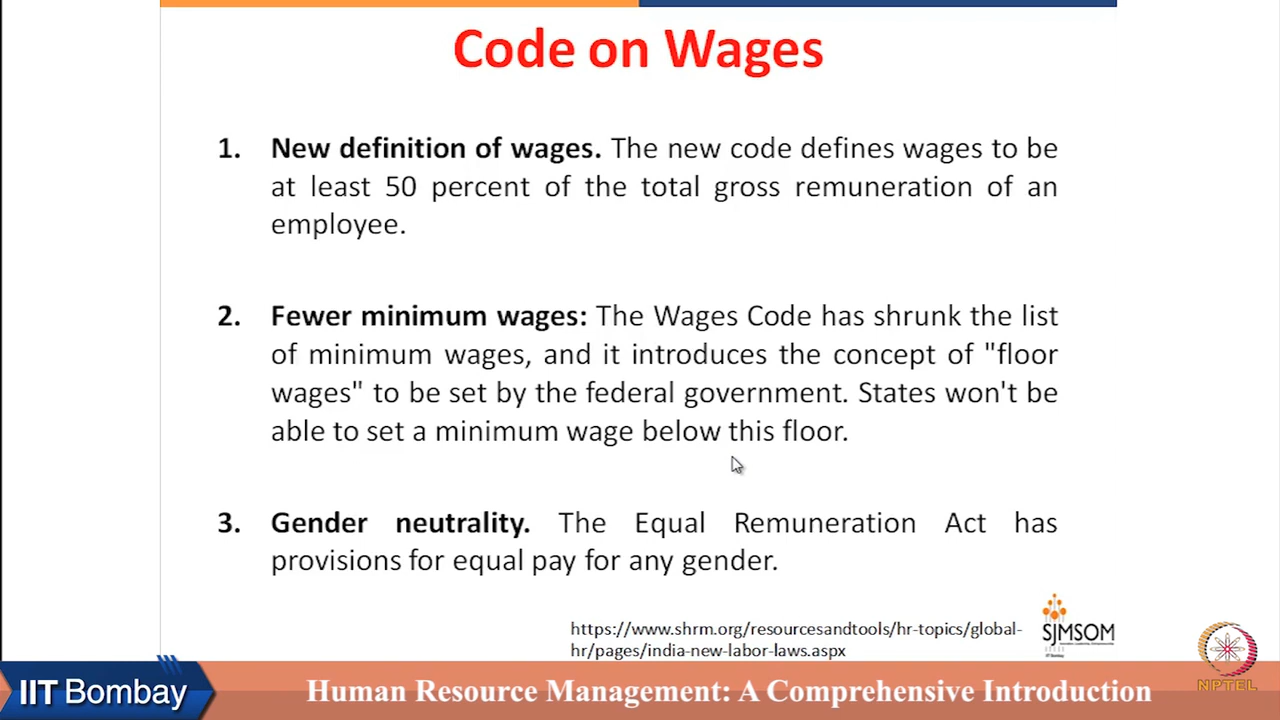 Code on Wages
1. New definition of wages. The new code defines wages to be
at least 50 percent of the total gross remuneration of an
employee.
2. Fewer minimum wages: The Wages Code has shrunk the list
of minimum wages, and it introduces the concept of "floor
wages" to be set by the federal government. States won't be
able to set a minimum wage below this floor.
3. Gender neutrality. The Equal Remuneration Act has
provisions for equal pay for any gender.
https://www.shrm.org/resourcesandtools/hr-topics/global-
hr/pages/india-new-labor-laws.aspx
SJMSOM
NPTEL
IIT Bombay
Human Resource Management: A Comprehensive Introduction